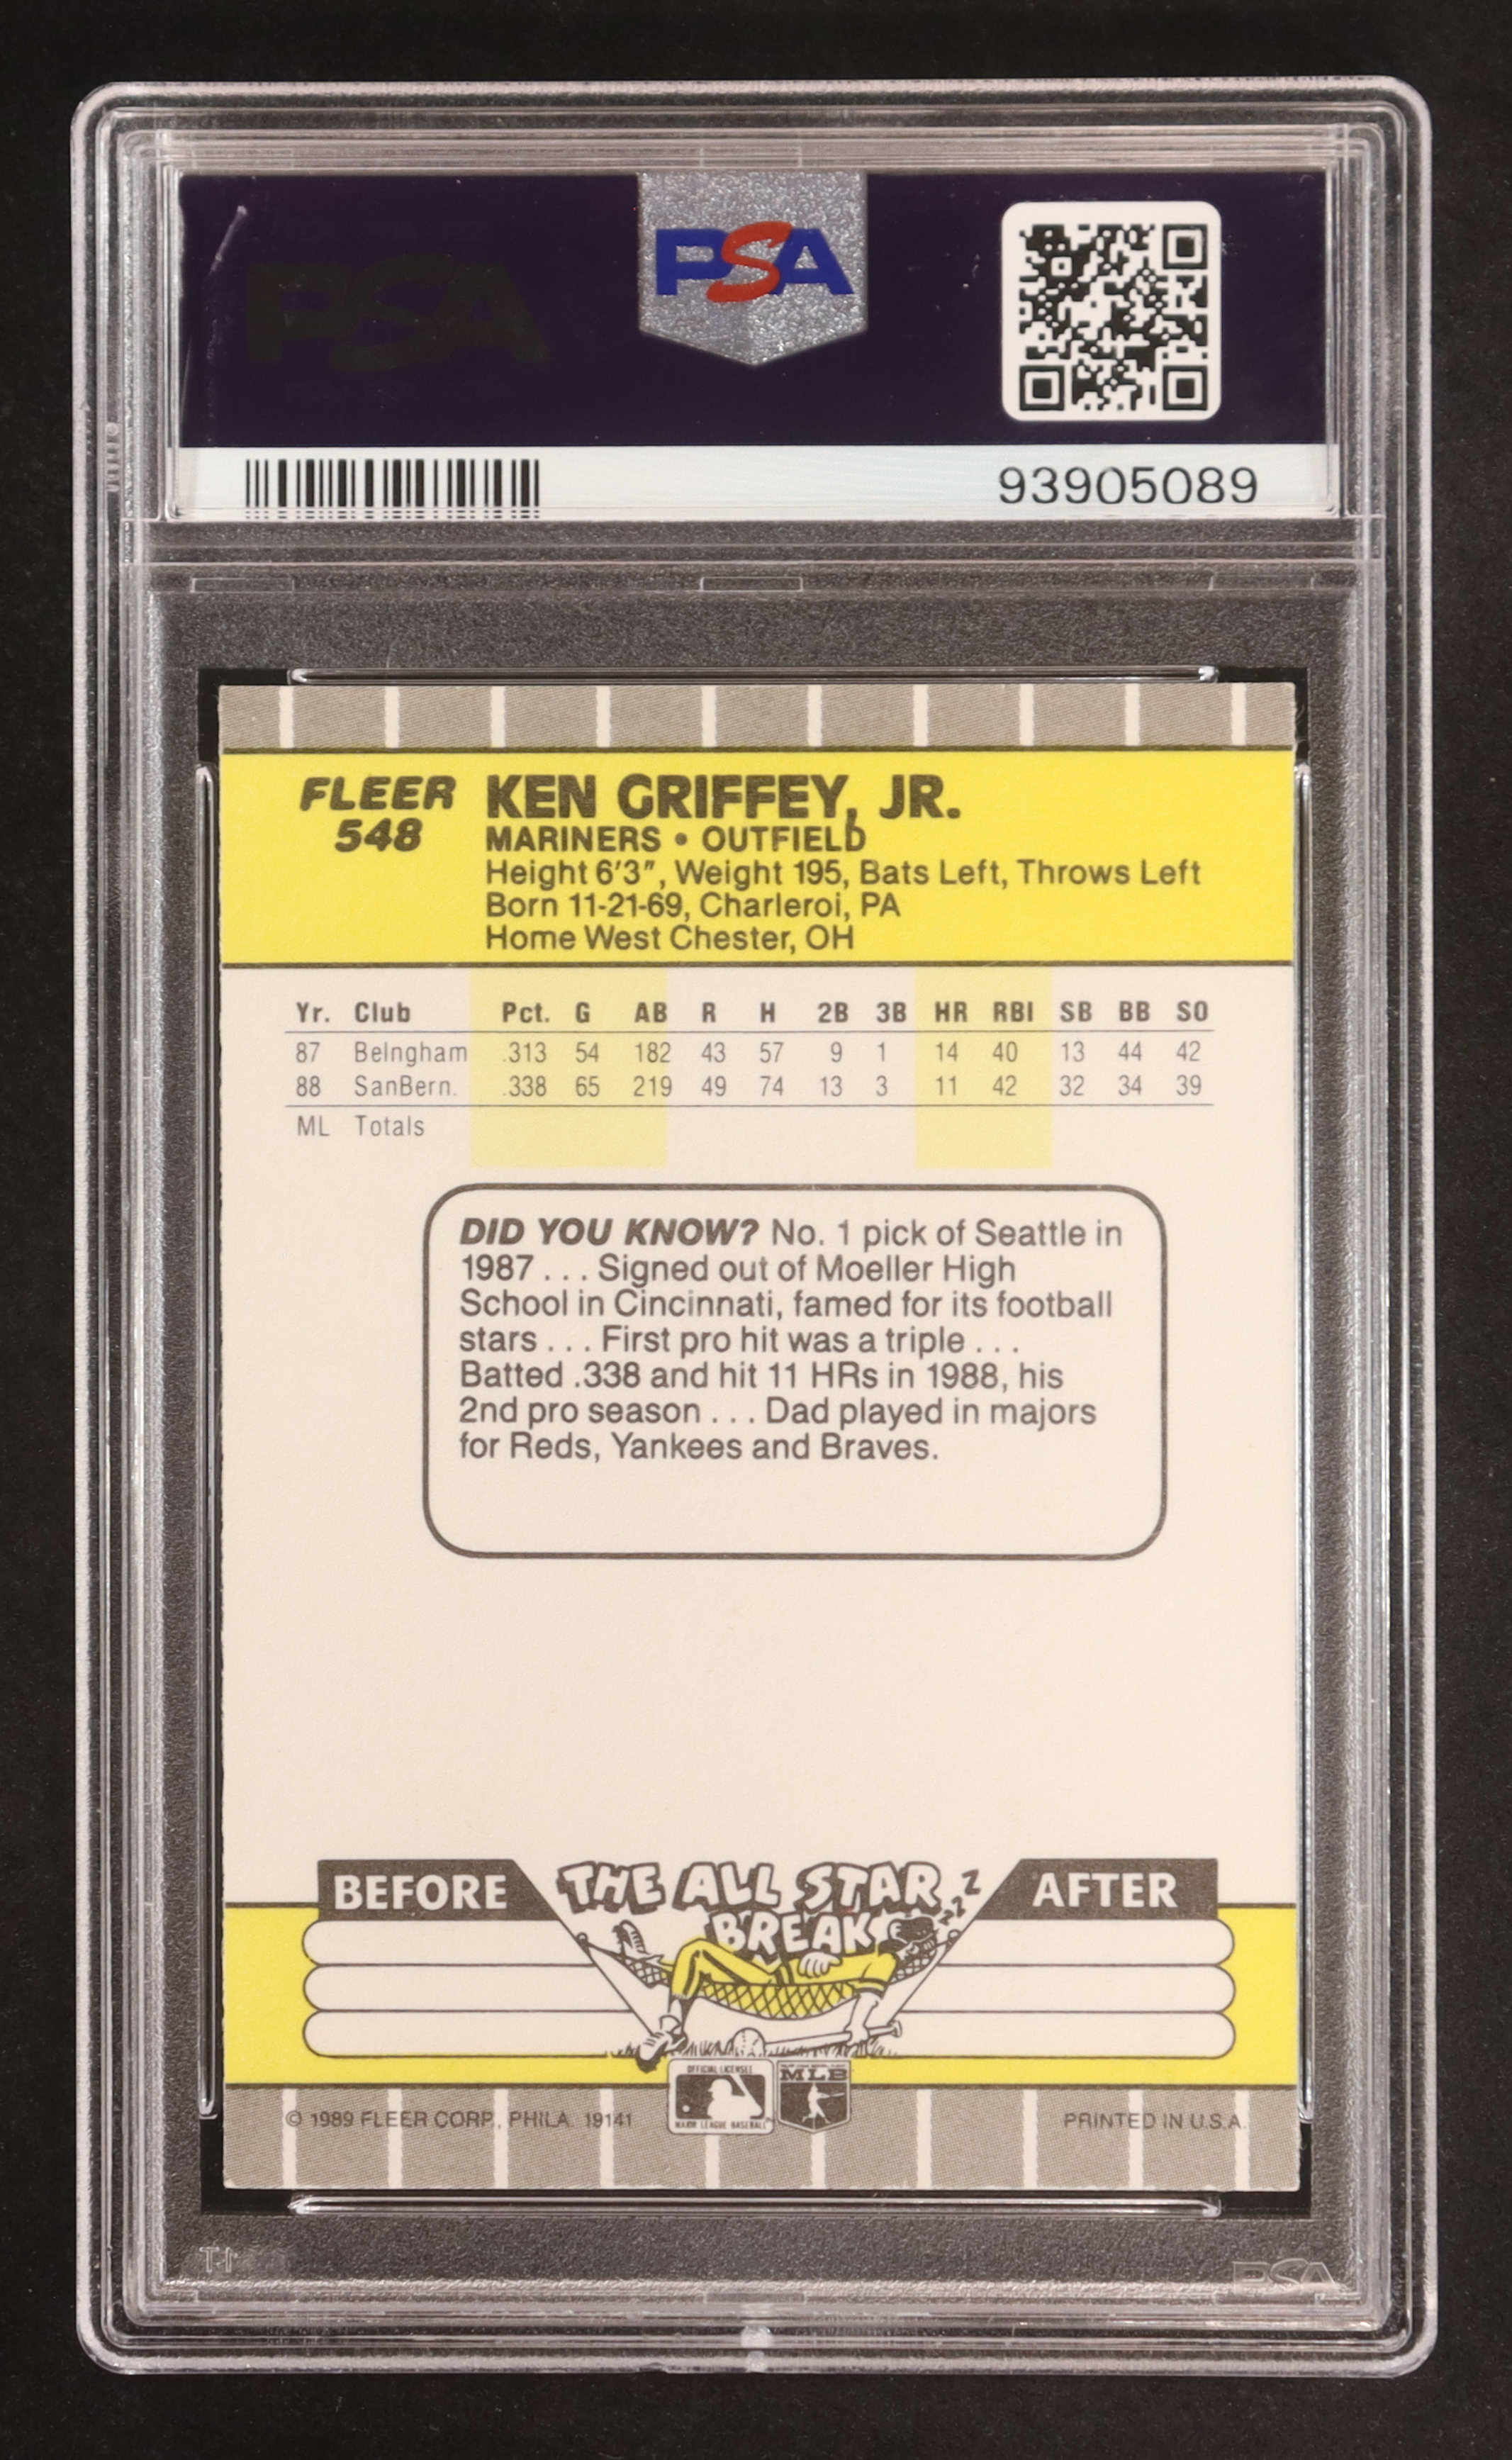 PSA
PSA
93905089
FLEER
548
KEN GRIFFEY, JR.
MARINERS • OUTFIELD
Height 6'3", Weight 195, Bats Left, Throws Left
Born 11-21-69, Charleroi, PA
Home West Chester, OH
Yr. Club Pct. G AB R H 2B 3B HR RBI SB BB SO
87 Belngham .313 54 182 43 57 9 1 14 40 13 44 42
88 SanBern. .338 65 219 49 74 13 3 11 42 32 34 39
ML Totals
DID YOU KNOW? No. 1 pick of Seattle in
1987 . . . Signed out of Moeller High
School in Cincinnati, famed for its football
stars . . . First pro hit was a triple . . .
Batted .338 and hit 11 HRs in 1988, his
2nd pro season . . . Dad played in majors
for Reds, Yankees and Braves.
BEFORE
THE ALL STAR
BREAK
Z
Z
Z
Z
AFTER
OFFICIAL LICENSEE
MAJOR LEAGUE BASEBALL
MLB
© 1989 FLEER CORP., PHILA. 19141
PRINTED IN U.S.A.
PSA